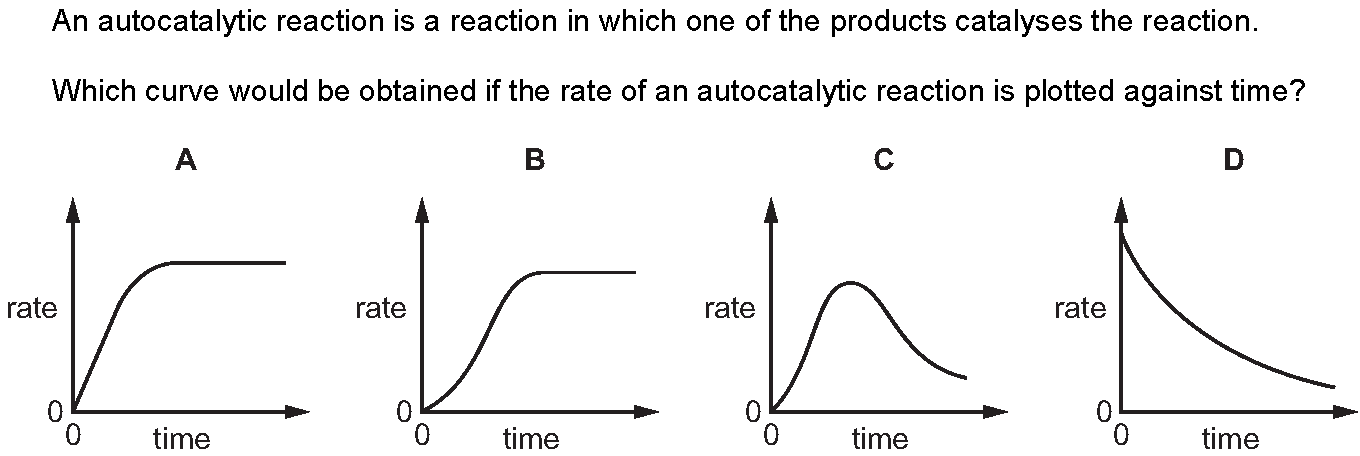 An autocatalytic reaction is a reaction in which one of the products catalyses the reaction.
Which curve would be obtained if the rate of an autocatalytic reaction is plotted against time?
A
B
C
D
rate
0
0
time
rate
0
0
time
rate
0
0
time
rate
0
0
time